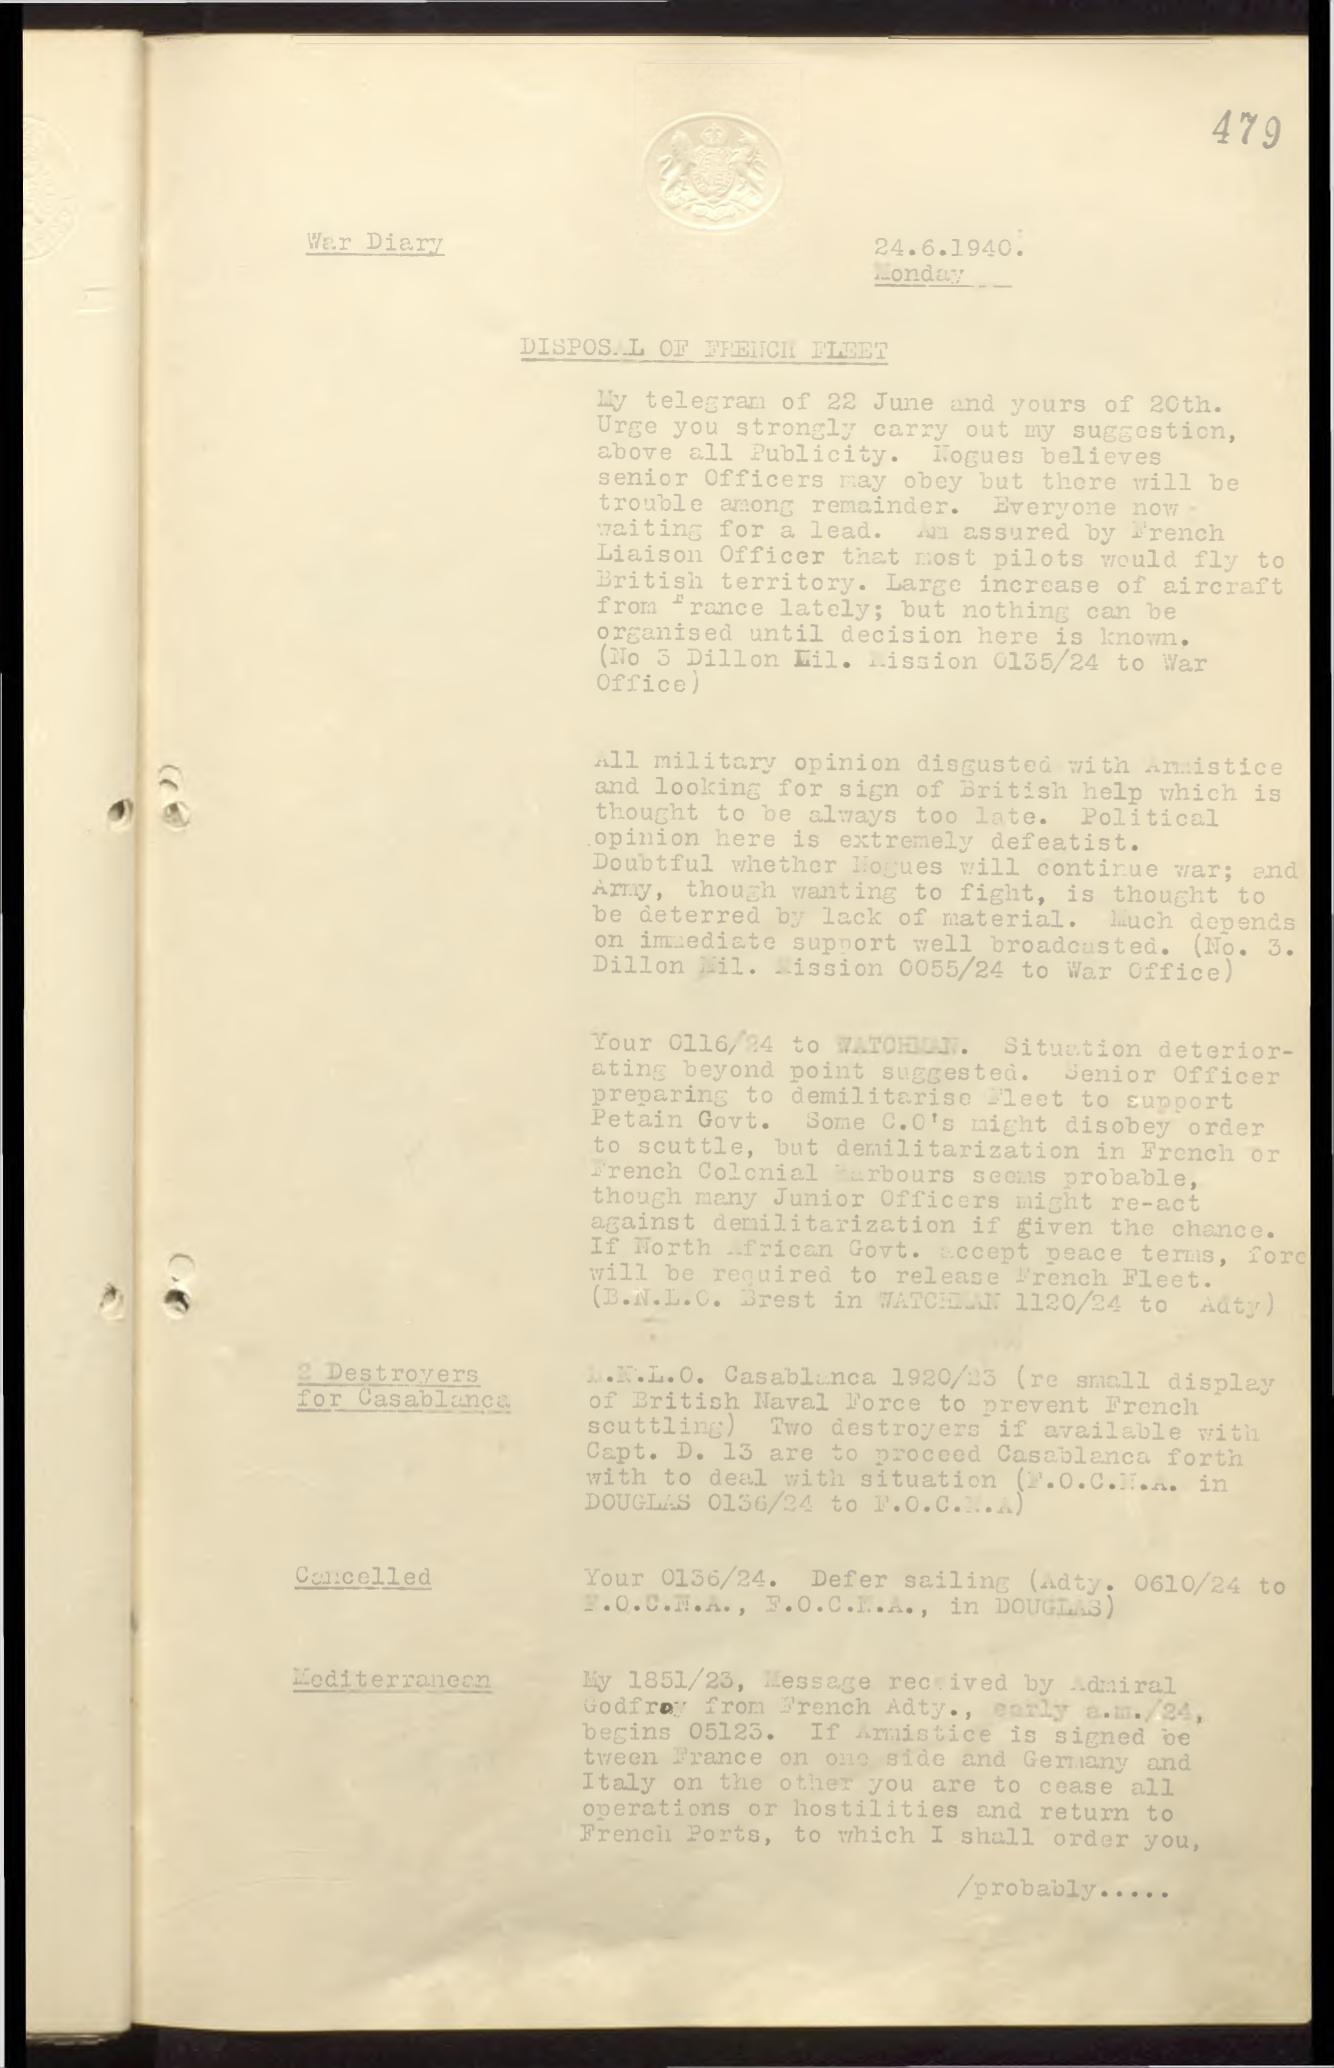 479
War Diary
24.6.1940.
Monday
DISPOSAL OF FRENCH FLEET
My telegram of 22 June and yours of 20th.
Urge you strongly carry out my suggestion,
above all Publicity. Nogues believes
senior Officers may obey but there will be
trouble among remainder. Everyone now
waiting for a lead. Am assured by French
Liaison Officer that most pilots would fly to
British territory. Large increase of aircraft
from France lately; but nothing can be
organised until decision here is known.
(No 3 Dillon Mil. Mission 0135/24 to War
Office)
All military opinion disgusted with Armistice
and looking for sign of British help which is
thought to be always too late. Political
opinion here is extremely defeatist.
Doubtful whether Nogues will continue war; and
Army, though wanting to fight, is thought to
be deterred by lack of material. Much depends
on immediate support well broadcasted. (No. 3.
Dillon Mil. Mission 0055/24 to War Office)
Your 0116/24 to WATCHMAN. Situation deterior-
ating beyond point suggested. Senior Officer
preparing to demilitarise Fleet to support
Petain Govt. Some C.O's might disobey order
to scuttle, but demilitarization in French or
French Colonial Harbours seems probable,
though many Junior Officers might re-act
against demilitarization if given the chance.
If North African Govt. accept peace terms, forc
will be required to release French Fleet.
(B.N.L.O. Brest in WATCHMAN 1120/24 to Adty)
2 Destroyers
for Casablanca
B.N.L.O. Casablanca 1920/23 (re small display
of British Naval Force to prevent French
scuttling) Two destroyers if available with
Capt. D. 13 are to proceed Casablanca forth
with to deal with situation (F.O.C.N.A. in
DOUGLAS 0136/24 to F.O.C.N.A)
Cancelled
Your 0136/24. Defer sailing (Adty. 0610/24 to
F.O.C.N.A., F.O.C.N.A., in DOUGLAS)
Mediterranean
My 1851/23, Message received by Admiral
Godfroy from French Adty., early a.m./24,
begins 05123. If Armistice is signed be
tween France on one side and Germany and
Italy on the other you are to cease all
operations or hostilities and return to
French Ports, to which I shall order you,
/probably.....